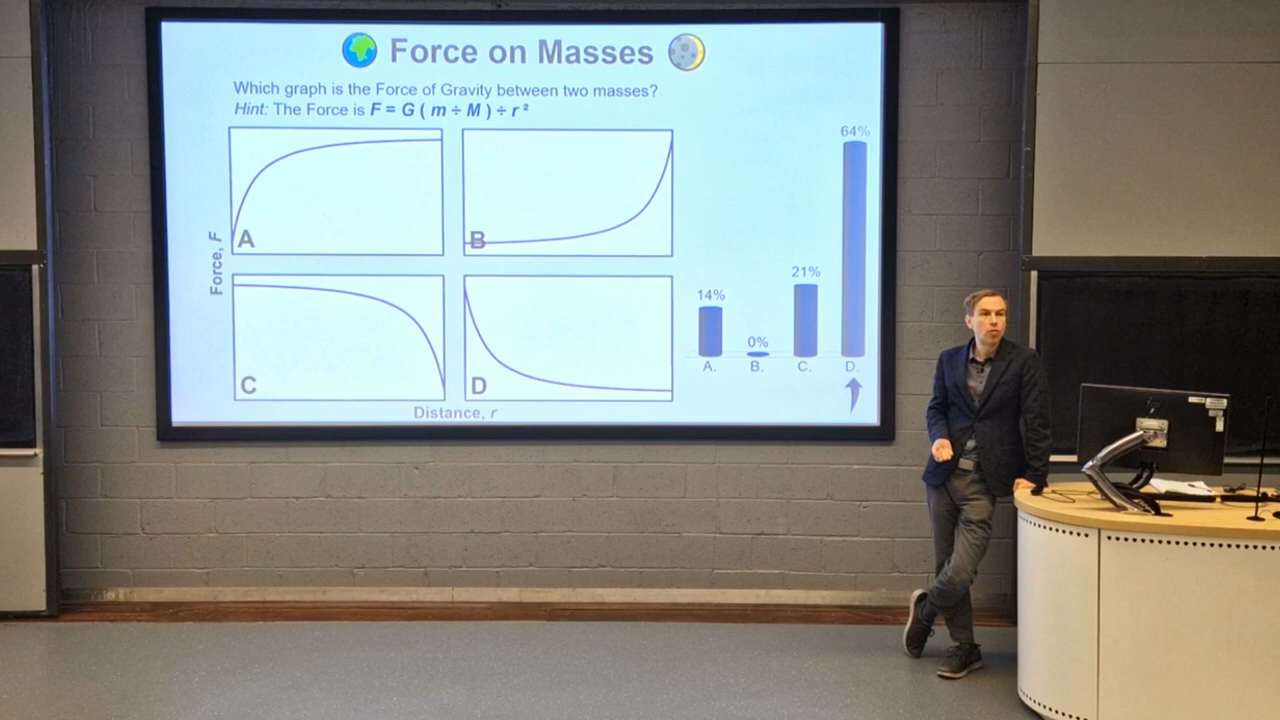 Force on Masses
Which graph is the Force of Gravity between two masses?
Hint: The Force is F = G ( m ÷ M ) ÷ r ²
A
B
Force, F
C
D
Distance, r
14%
0%
21%
64%
A.
B.
C.
D.